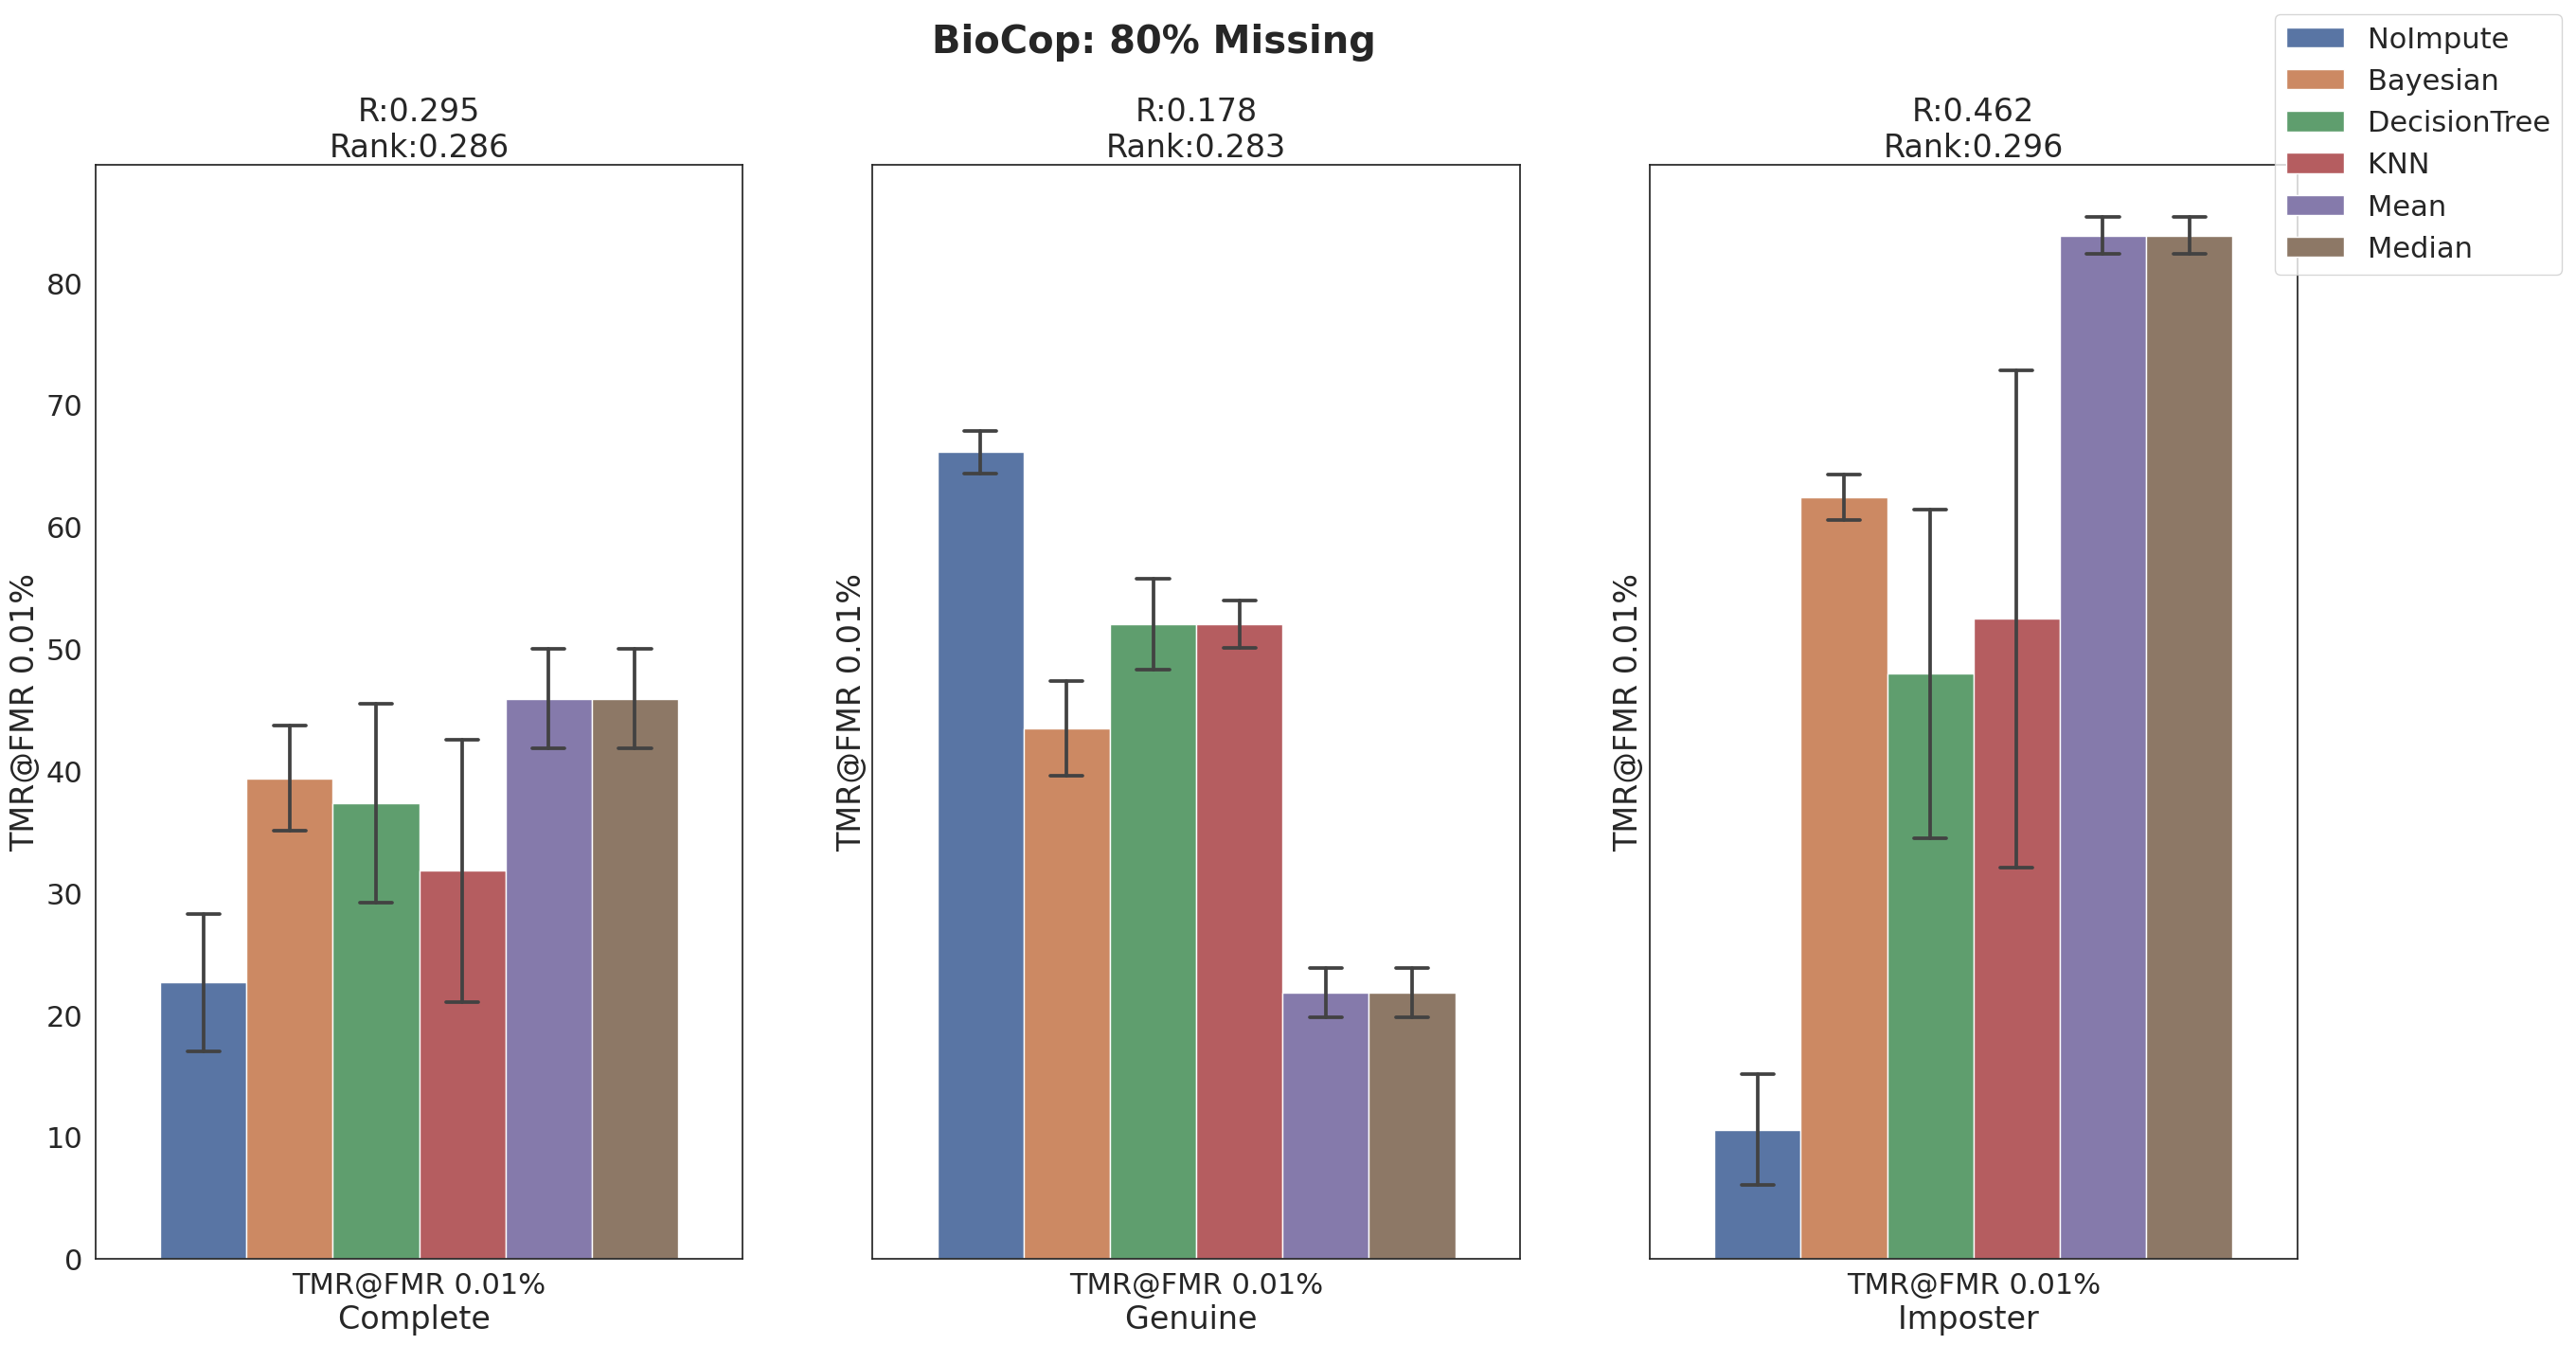 BioCop: 80% Missing
NoImpute
Bayesian
DecisionTree
KNN
Mean
Median
R:0.295
Rank:0.286
R:0.178
Rank:0.283
R:0.462
Rank:0.296
TMR@FMR 0.01%
80
70
60
50
40
30
20
10
0
TMR@FMR 0.01%
Complete
TMR@FMR 0.01%
TMR@FMR 0.01%
Genuine
TMR@FMR 0.01%
TMR@FMR 0.01%
Imposter